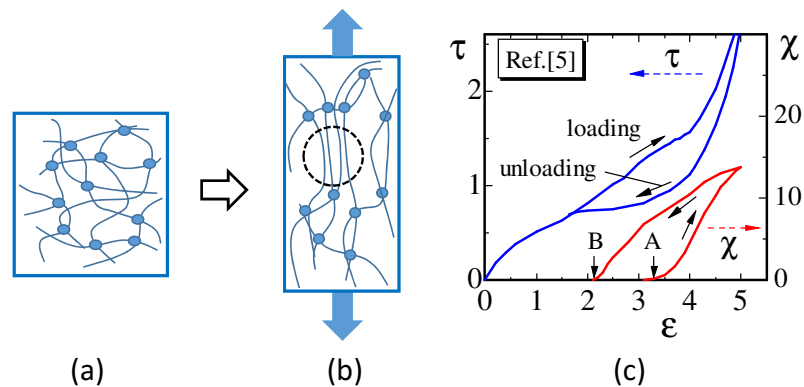 τ
Ref.[5]
τ
χ
2
20
loading
unloading
1
10
B
A
χ
0
0
0
1
2
3
4
5
ε
(a)
(b)
(c)